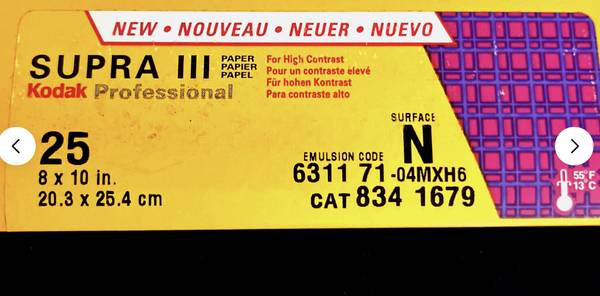 NEW • NOUVEAU • NEUER • NUEVO
SUPRA III PAPER
PAPIER
PAPEL
For High Contrast
Pour un contraste elevé
Für hohen Kontrast
Para contraste alto
Kodak Professional
25
8 x 10 in.
20.3 x 25.4 cm
SURFACE
N
EMULSION CODE
6311 71-04MXH6
CAT 834 1679
55°F
13°C